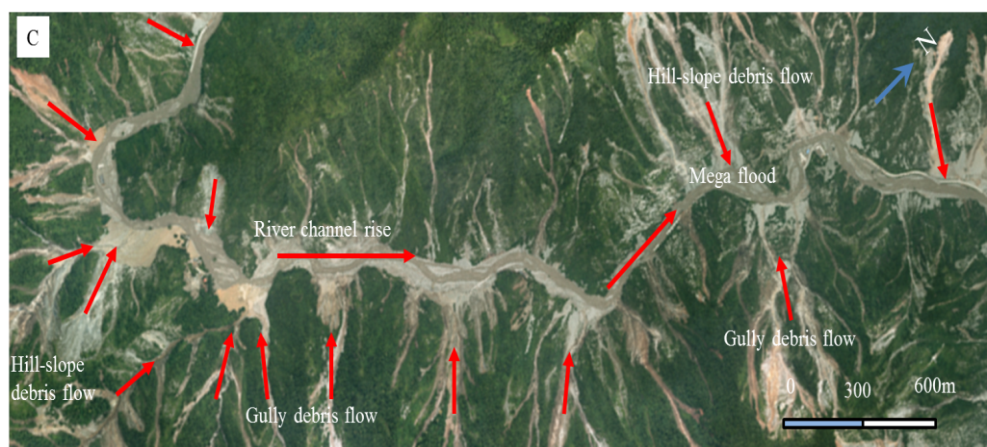 C
N
Hill-slope debris flow
Mega flood
River channel rise
Hill-slope
debris flow
Gully debris flow
Gully debris flow
0 300 600m